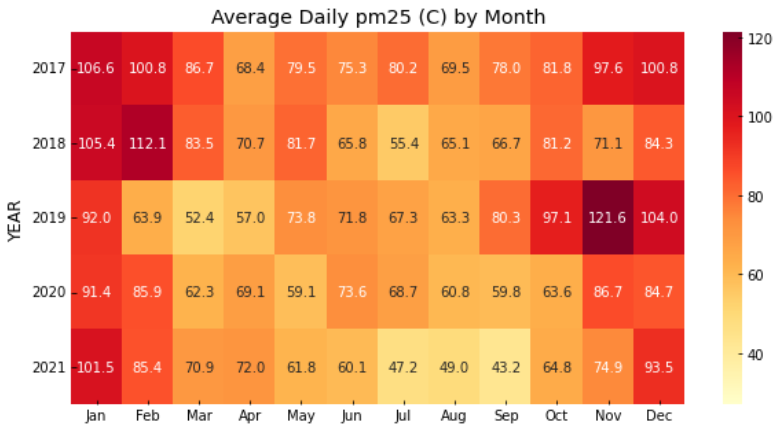 Average Daily pm25 (C) by Month
YEAR
2017 106.6 100.8 86.7 68.4 79.5 75.3 80.2 69.5 78.0 81.8 97.6 100.8
2018 105.4 112.1 83.5 70.7 81.7 65.8 55.4 65.1 66.7 81.2 71.1 84.3
2019 92.0 63.9 52.4 57.0 73.8 71.8 67.3 63.3 80.3 97.1 121.6 104.0
2020 91.4 85.9 62.3 69.1 59.1 73.6 68.7 60.8 59.8 63.6 86.7 84.7
2021 101.5 85.4 70.9 72.0 61.8 60.1 47.2 49.0 43.2 64.8 74.9 93.5
Jan Feb Mar Apr May Jun Jul Aug Sep Oct Nov Dec
120
100
80
60
40